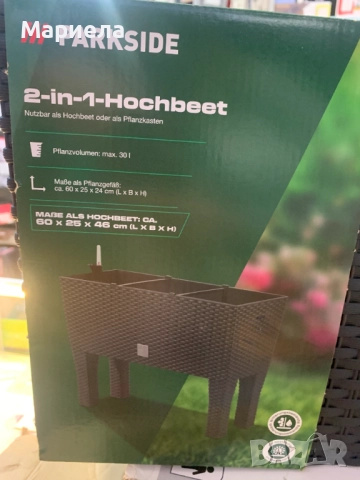 Мариела
PARKSIDE
2-in-1-Hochbeet
Nutzbar als Hochbeet oder als Pflanzkasten
Pflanzvolumen: max. 30 l
Maße als Pflanzgefäß:
ca. 60 x 25 x 24 cm (L x B x H)
MAẞE ALS HOCHBEET: CA.
60 x 25 x 46 cm (L x B x H)
BAZAR